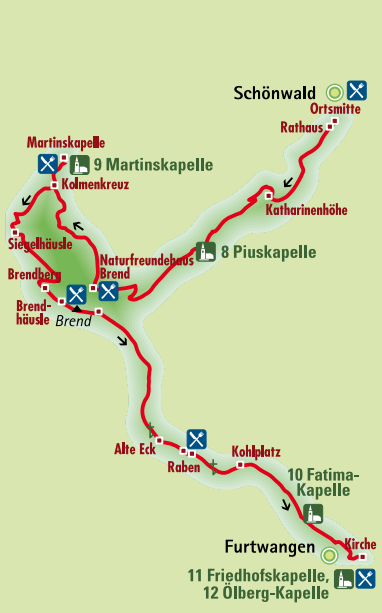 Schönwald
Ortsmitte
Rathaus
Martinskapelle
9 Martinskapelle
Kolmenkreuz
Katharinenhöhe
Siegelhäusle
8 Piuskapelle
Naturfreundehaus
Brend
Brendberg
Brend-
häusle
Brend
Alte Eck
Raben
Kohlplatz
10 Fatima-
Kapelle
Kirche
Furtwangen
11 Friedhofskapelle,
12 Ölberg-Kapelle